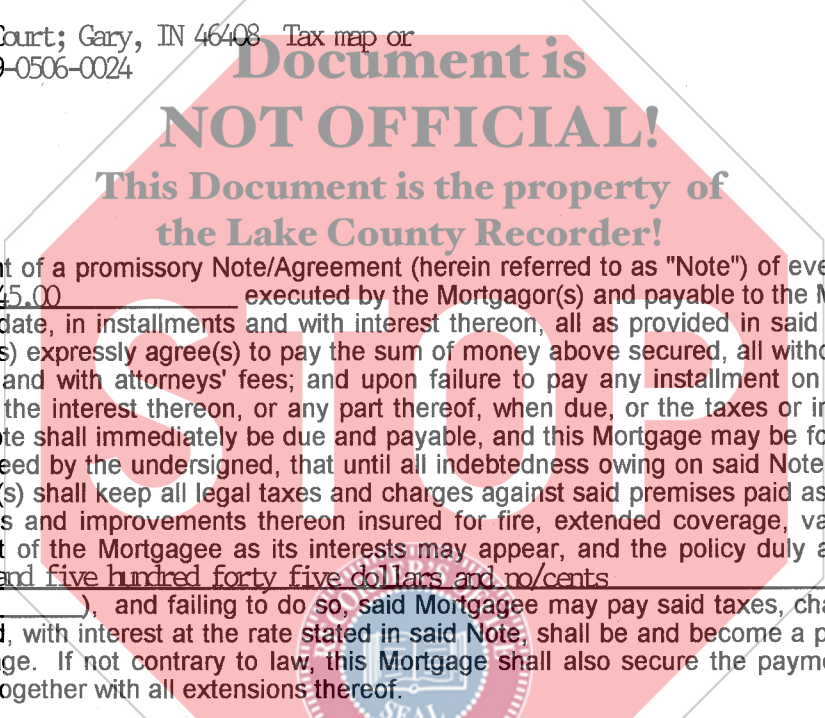 Court; Gary, IN 46408 Tax map or
-0506-0024
Document is
NOT OFFICIAL!
This Document is the property of
the Lake County Recorder!
STOP
of a promissory Note/Agreement (herein referred to as "Note") of
45.00 executed by the Mortgagor(s) and payable to the
date, in installments and with interest thereon, all as provided in said
s) expressly agree(s) to pay the sum of money above secured, all
and with attorneys' fees; and upon failure to pay any installment on
the interest thereon, or any part thereof, when due, or the taxes or
shall immediately be due and payable, and this Mortgage may be
by the undersigned, that until all indebtedness owing on said Note
(s) shall keep all legal taxes and charges against said premises paid as
s and improvements thereon insured for fire, extended coverage,
t of the Mortgagee as its interests may appear, and the policy duly
and five hundred forty five dollars and no/cents
), and failing to do so, said Mortgagee may pay said taxes,
, with interest at the rate stated in said Note, shall be and become a
ge. If not contrary to law, this Mortgage shall also secure the
ogether with all extensions thereof.
SEAL